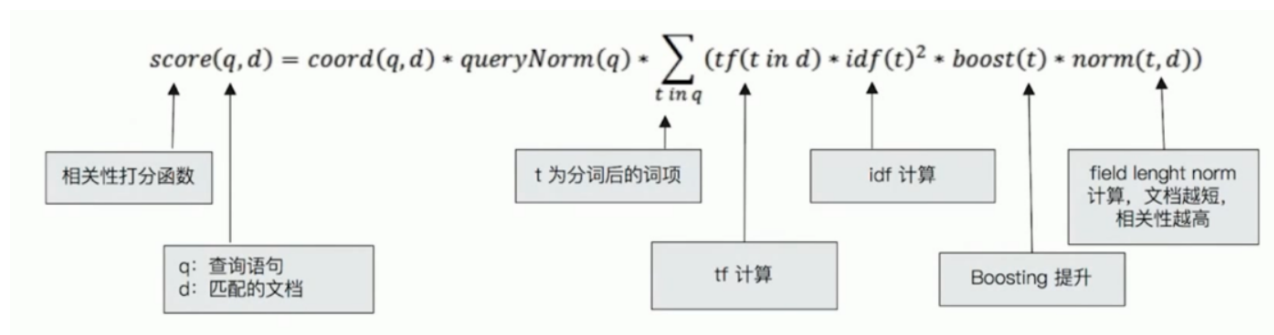 score(q,d) = coord(q,d) * queryNorm(q) * ∑ (tf(t in d) * idf(t)² * boost(t) * norm(t,d))
t in q
相关性打分函数
t 为分词后的词项
idf 计算
field lenght norm
计算，文档越短，
相关性越高
q：查询语句
d：匹配的文档
tf 计算
Boosting 提升